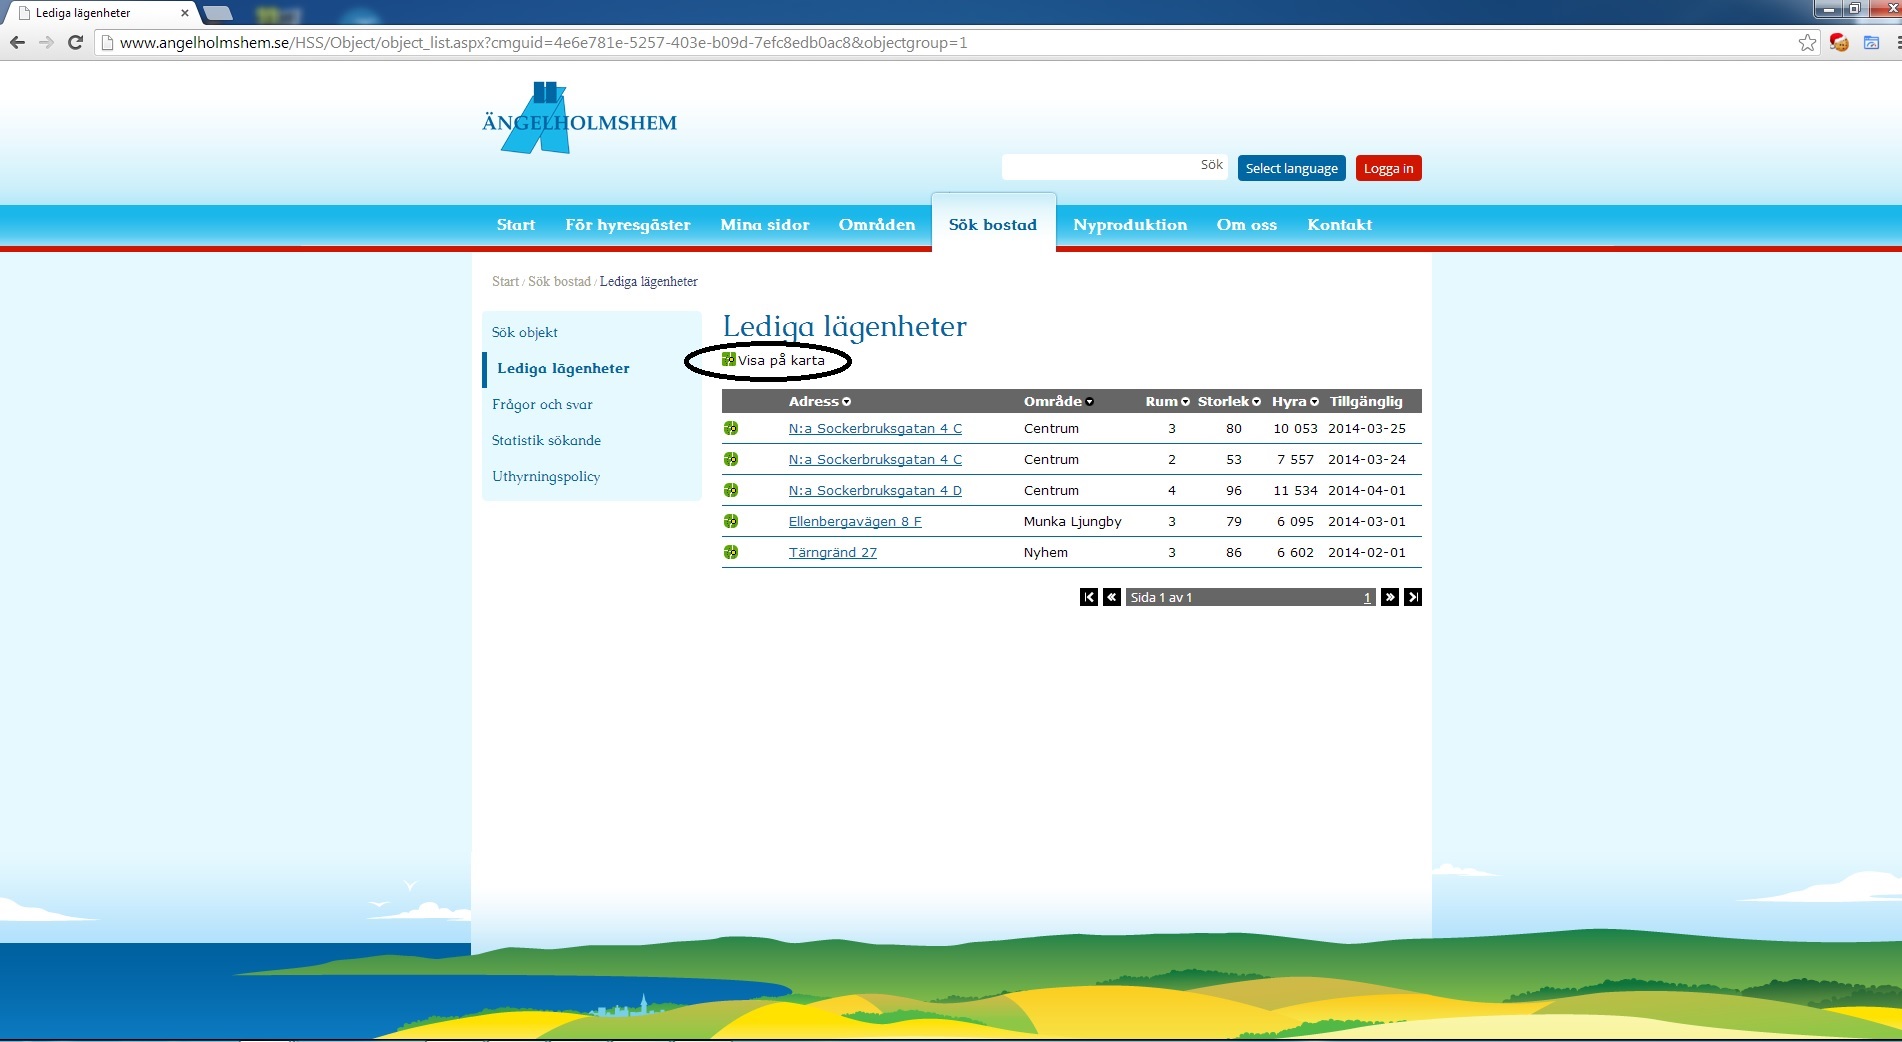 Lediga lägenheter
www.angelholmshem.se/HSS/Object/object_list.aspx?cmguid=4e6e781e-5257-403e-b09d-7efc8edb0ac8&objectgroup=1
ÄNGELHOLMSHEM
Sök Select language Logga in
Start För hyresgäster Mina sidor Områden Sök bostad Nyproduktion Om oss Kontakt
Start / Sök bostad / Lediga lägenheter
Sök objekt
Lediga lägenheter
Frågor och svar
Statistik sökande
Uthyrningspolicy
Lediga lägenheter
Visa på karta
Adress Område Rum Storlek Hyra Tillgänglig
N:a Sockerbruksgatan 4 C Centrum 3 80 10 053 2014-03-25
N:a Sockerbruksgatan 4 C Centrum 2 53 7 557 2014-03-24
N:a Sockerbruksgatan 4 D Centrum 4 96 11 534 2014-04-01
Ellenbergavägen 8 F Munka Ljungby 3 79 6 095 2014-03-01
Tärngränd 27 Nyhem 3 86 6 602 2014-02-01
Sida 1 av 1 1